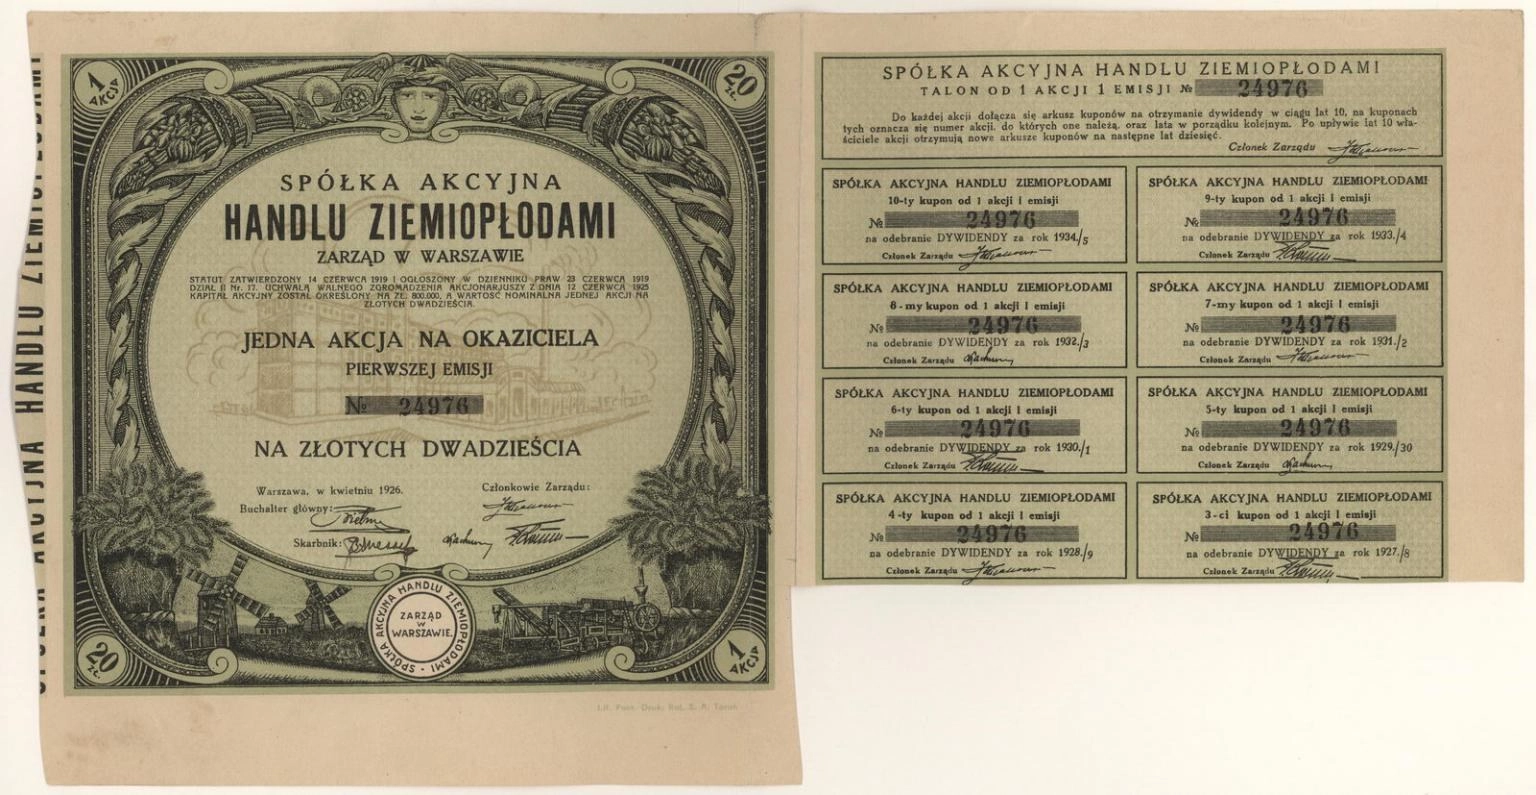 1
AKCJA
20
ZŁ.
SPÓŁKA AKCYJNA
HANDLU ZIEMIOPŁODAMI
ZARZĄD W WARSZAWIE
STATUT ZATWIERDZONY 14 CZERWCA 1919 I OGŁOSZONY W DZIENNIKU PRAW 23 CZERWCA 1919
DZIAŁ II Nr. 17. UCHWAŁĄ WALNEGO ZGROMADZENIA AKCJONARJUSZY Z DNIA 12 CZERWCA 1925
KAPITAŁ AKCYJNY ZOSTAŁ OKREŚLONY NA ZŁ. 800.000, A WARTOŚĆ NOMINALNA JEDNEJ AKCJI NA
ZŁOTYCH DWADZIEŚCIA.
JEDNA AKCJA NA OKAZICIELA
PIERWSZEJ EMISJI
№ 24976
NA ZŁOTYCH DWADZIEŚCIA
Warszawa, w kwietniu 1926.
Członkowie Zarządu:
Buchalter główny:
Skarbnik:
SPÓŁKA AKCYJNA HANDLU ZIEMIOPŁODAMI
ZARZĄD
W
WARSZAWIE.
20
ZŁ.
1
AKCJA
SPÓŁKA AKCYJNA HANDLU ZIEMIOPŁODAMI
SPÓŁKA AKCYJNA HANDLU ZIEMIOPŁODAMI
TALON OD 1 AKCJI 1 EMISJI № 24976
Do każdej akcji dołącza się arkusz kuponów na otrzymanie dywidendy w ciągu lat 10, na kuponach
tych oznacza się numer akcji, do których one należą, oraz lata w porządku kolejnym. Po upływie lat 10 wła-
ściciele akcji otrzymują nowe arkusze kuponów na następne lat dziesięć.
Członek Zarządu
SPÓŁKA AKCYJNA HANDLU ZIEMIOPŁODAMI
10-ty kupon od 1 akcji I emisji
№ 24976
na odebranie DYWIDENDY za rok 1934./5
Członek Zarządu
SPÓŁKA AKCYJNA HANDLU ZIEMIOPŁODAMI
9-ty kupon od 1 akcji I emisji
№ 24976
na odebranie DYWIDENDY za rok 1933./4
Członek Zarządu
SPÓŁKA AKCYJNA HANDLU ZIEMIOPŁODAMI
8-my kupon od 1 akcji I emisji
№ 24976
na odebranie DYWIDENDY za rok 1932./3
Członek Zarządu
SPÓŁKA AKCYJNA HANDLU ZIEMIOPŁODAMI
7-my kupon od 1 akcji I emisji
№ 24976
na odebranie DYWIDENDY za rok 1931./2
Członek Zarządu
SPÓŁKA AKCYJNA HANDLU ZIEMIOPŁODAMI
6-ty kupon od 1 akcji I emisji
№ 24976
na odebranie DYWIDENDY za rok 1930./1
Członek Zarządu
SPÓŁKA AKCYJNA HANDLU ZIEMIOPŁODAMI
5-ty kupon od 1 akcji I emisji
№ 24976
na odebranie DYWIDENDY za rok 1929./30
Członek Zarządu
SPÓŁKA AKCYJNA HANDLU ZIEMIOPŁODAMI
4-ty kupon od 1 akcji I emisji
№ 24976
na odebranie DYWIDENDY za rok 1928./9
Członek Zarządu
SPÓŁKA AKCYJNA HANDLU ZIEMIOPŁODAMI
3-ci kupon od 1 akcji I emisji
№ 24976
na odebranie DYWIDENDY za rok 1927./8
Członek Zarządu